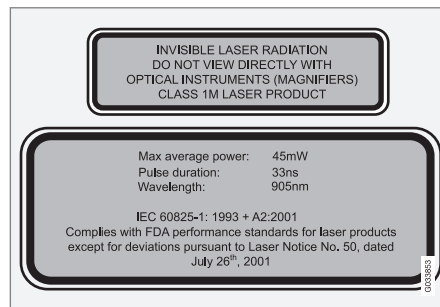 INVISIBLE LASER RADIATION
DO NOT VIEW DIRECTLY WITH
OPTICAL INSTRUMENTS (MAGNIFIERS)
CLASS 1M LASER PRODUCT
Max average power: 45mW
Pulse duration: 33ns
Wavelength: 905nm
IEC 60825-1: 1993 + A2:2001
Complies with FDA performance standards for laser products
except for deviations pursuant to Laser Notice No. 50, dated
July 26th, 2001
G033853